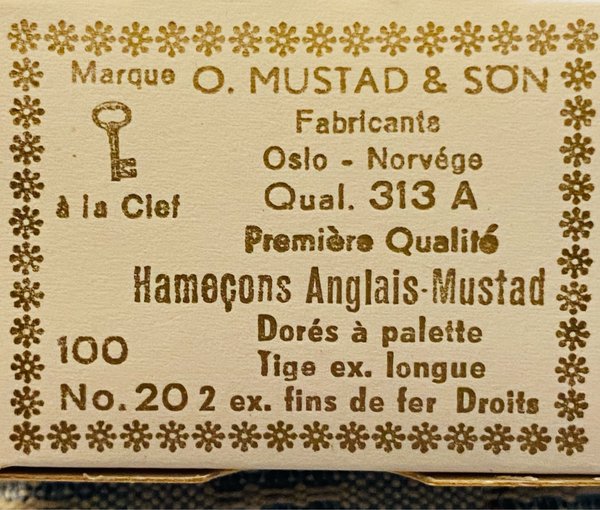 Marque O. MUSTAD & SÖN
Fabricants
Oslo - Norvége
à la Clef
Qual. 313 A
Première Qualité
Hameçons Anglais-Mustad
Dorés à palette
100
Tige ex. longue
No. 20 2 ex. fins de fer Droits